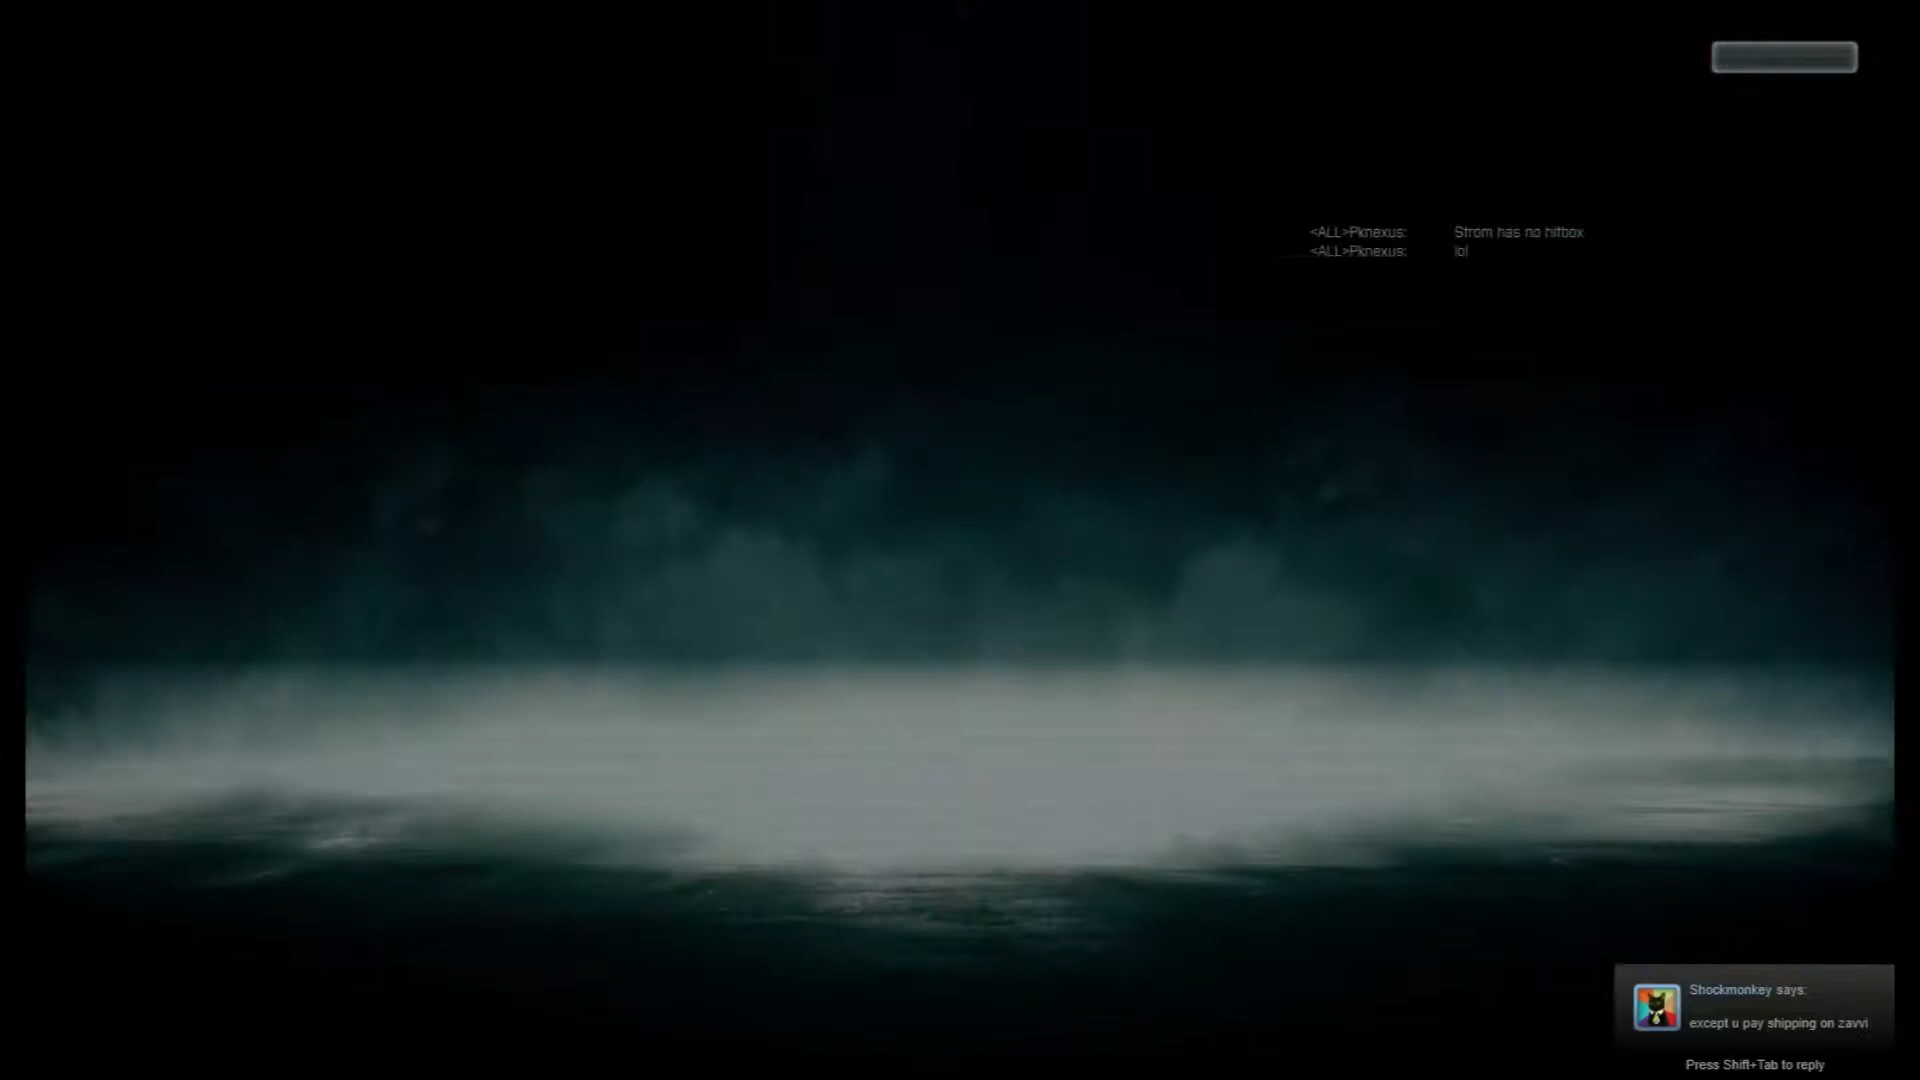 <ALL>Pknexus: Strom has no hitbox
<ALL>Pknexus: lol
Shockmonkey says:
except u pay shipping on zavvi
Press Shift+Tab to reply